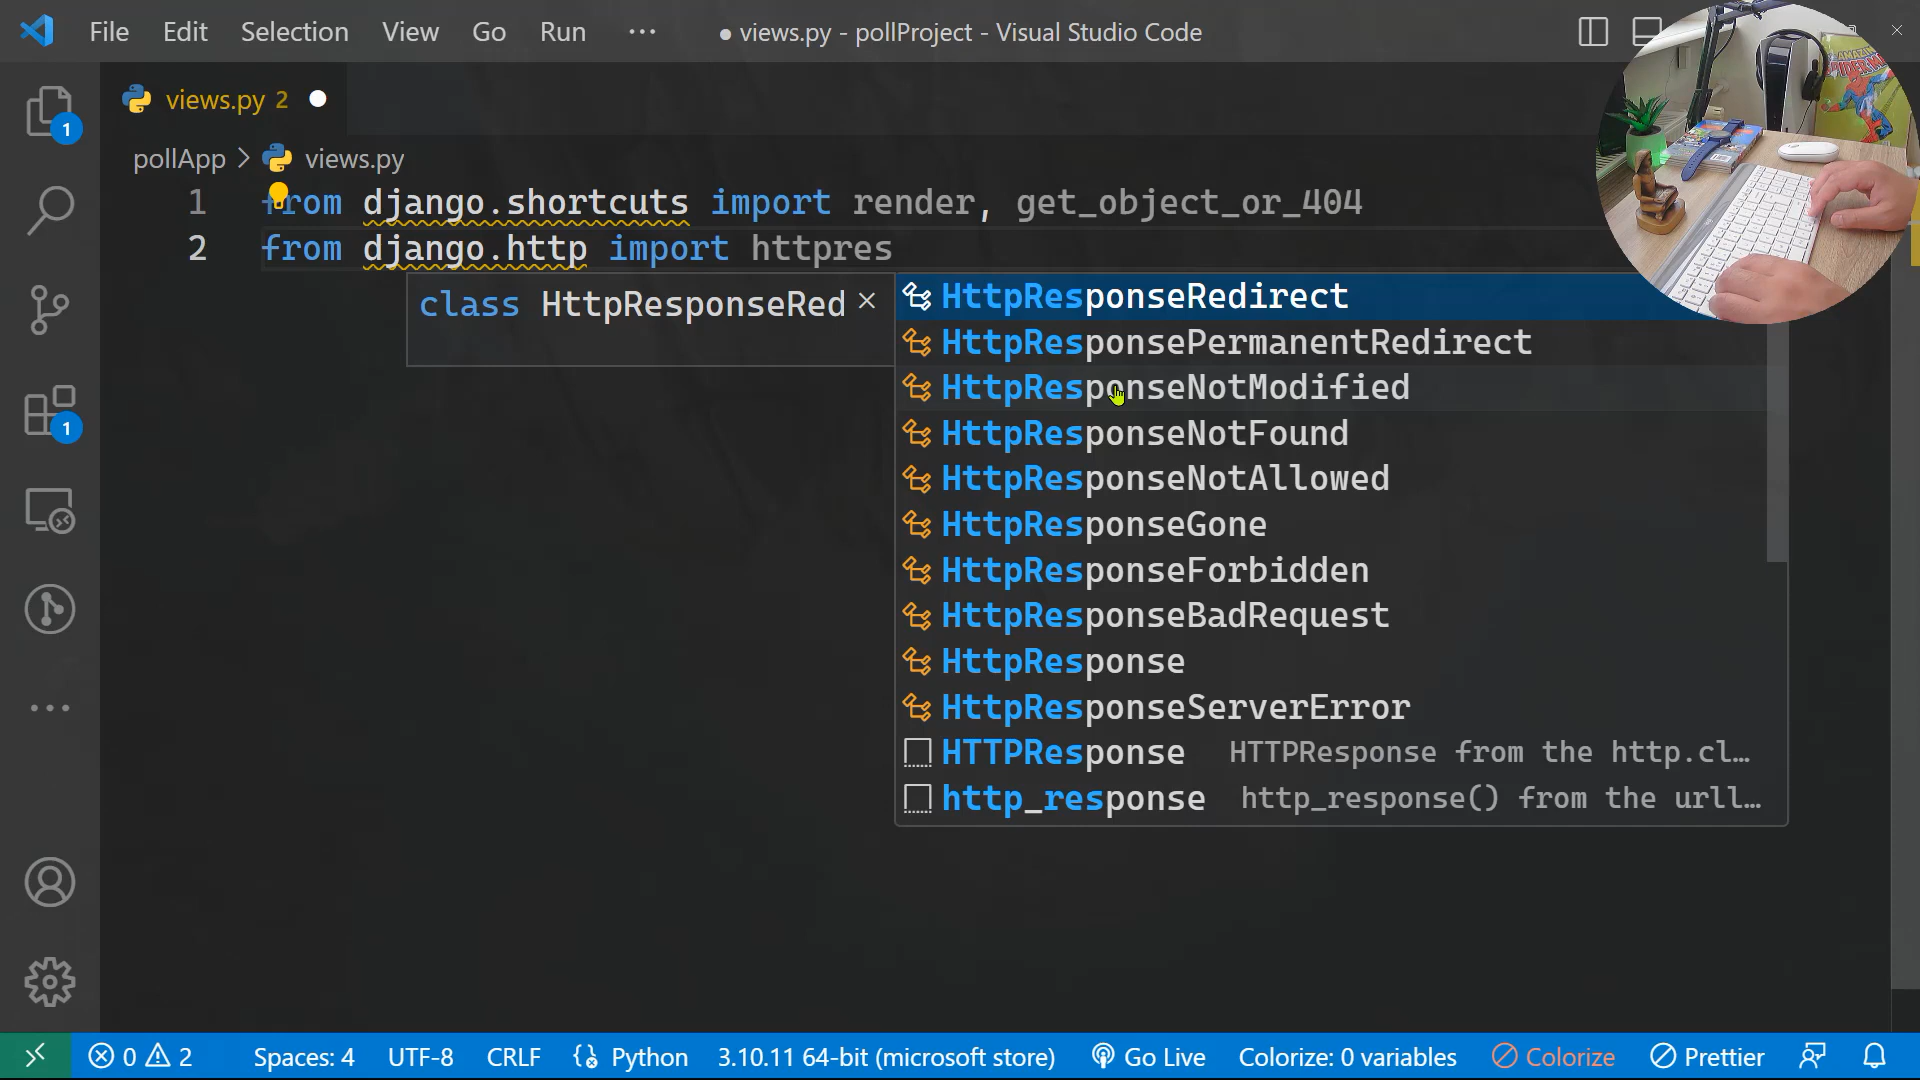 File Edit Selection View Go Run ··· ● views.py - pollProject - Visual Studio Code
views.py 2
pollApp > views.py
1 from django.shortcuts import render, get_object_or_404
2 from django.http import httpres
class HttpResponseRed ×
HttpResponseRedirect
HttpResponsePermanentRedirect
HttpResponseNotModified
HttpResponseNotFound
HttpResponseNotAllowed
HttpResponseGone
HttpResponseForbidden
HttpResponseBadRequest
HttpResponse
HttpResponseServerError
HTTPResponse HTTPResponse from the http.cl…
http_response http_response() from the urll…
1
1
0 2 Spaces: 4 UTF-8 CRLF Python 3.10.11 64-bit (microsoft store) Go Live Colorize: 0 variables Colorize Prettier